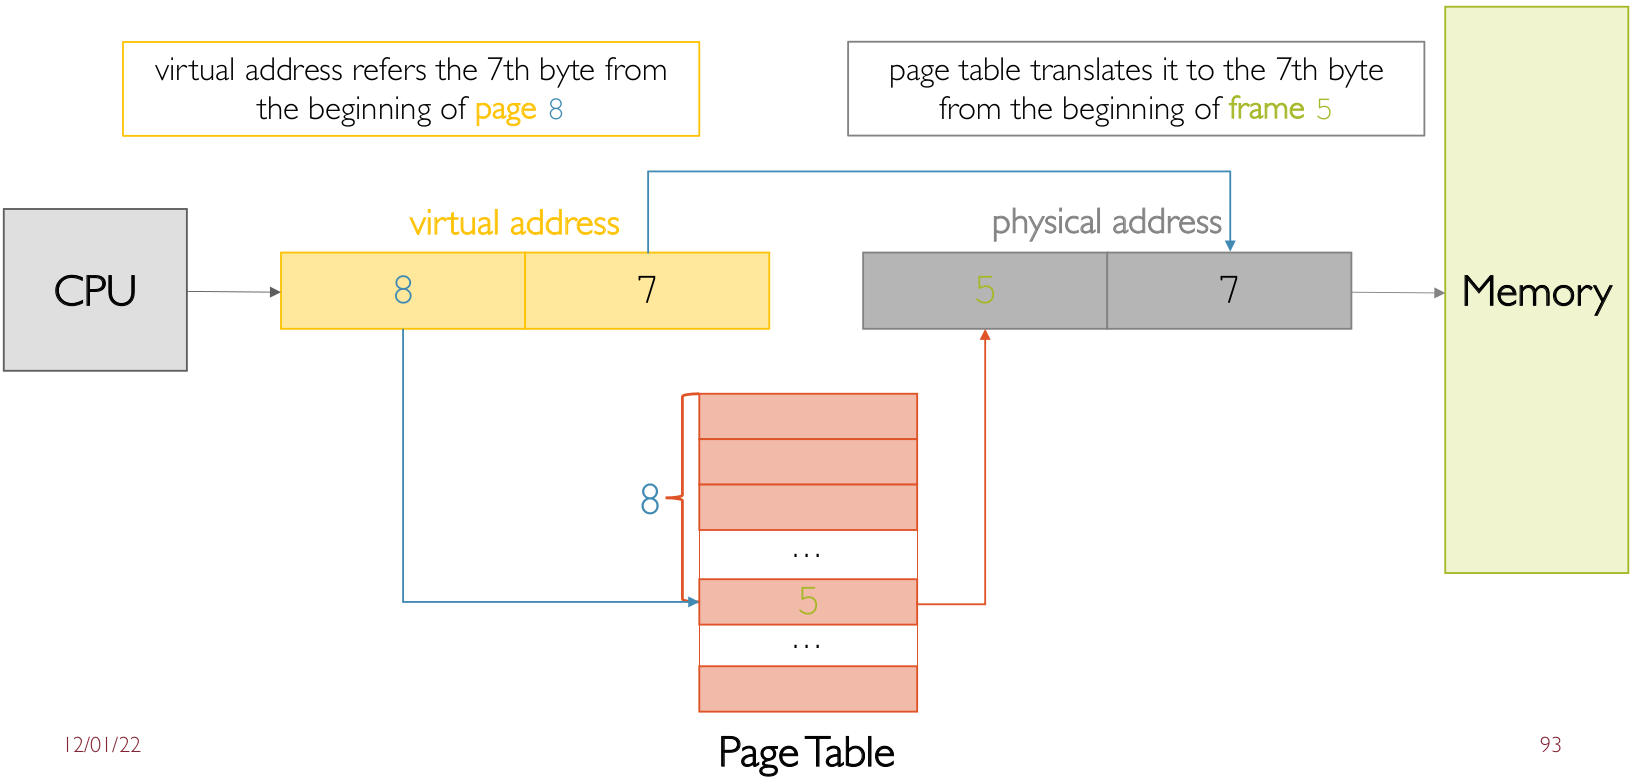 virtual address refers the 7th byte from
the beginning of page 8
page table translates it to the 7th byte
from the beginning of frame 5
virtual address
physical address
CPU
8
7
5
7
Memory
8
...
5
...
Page Table
12/01/22
93